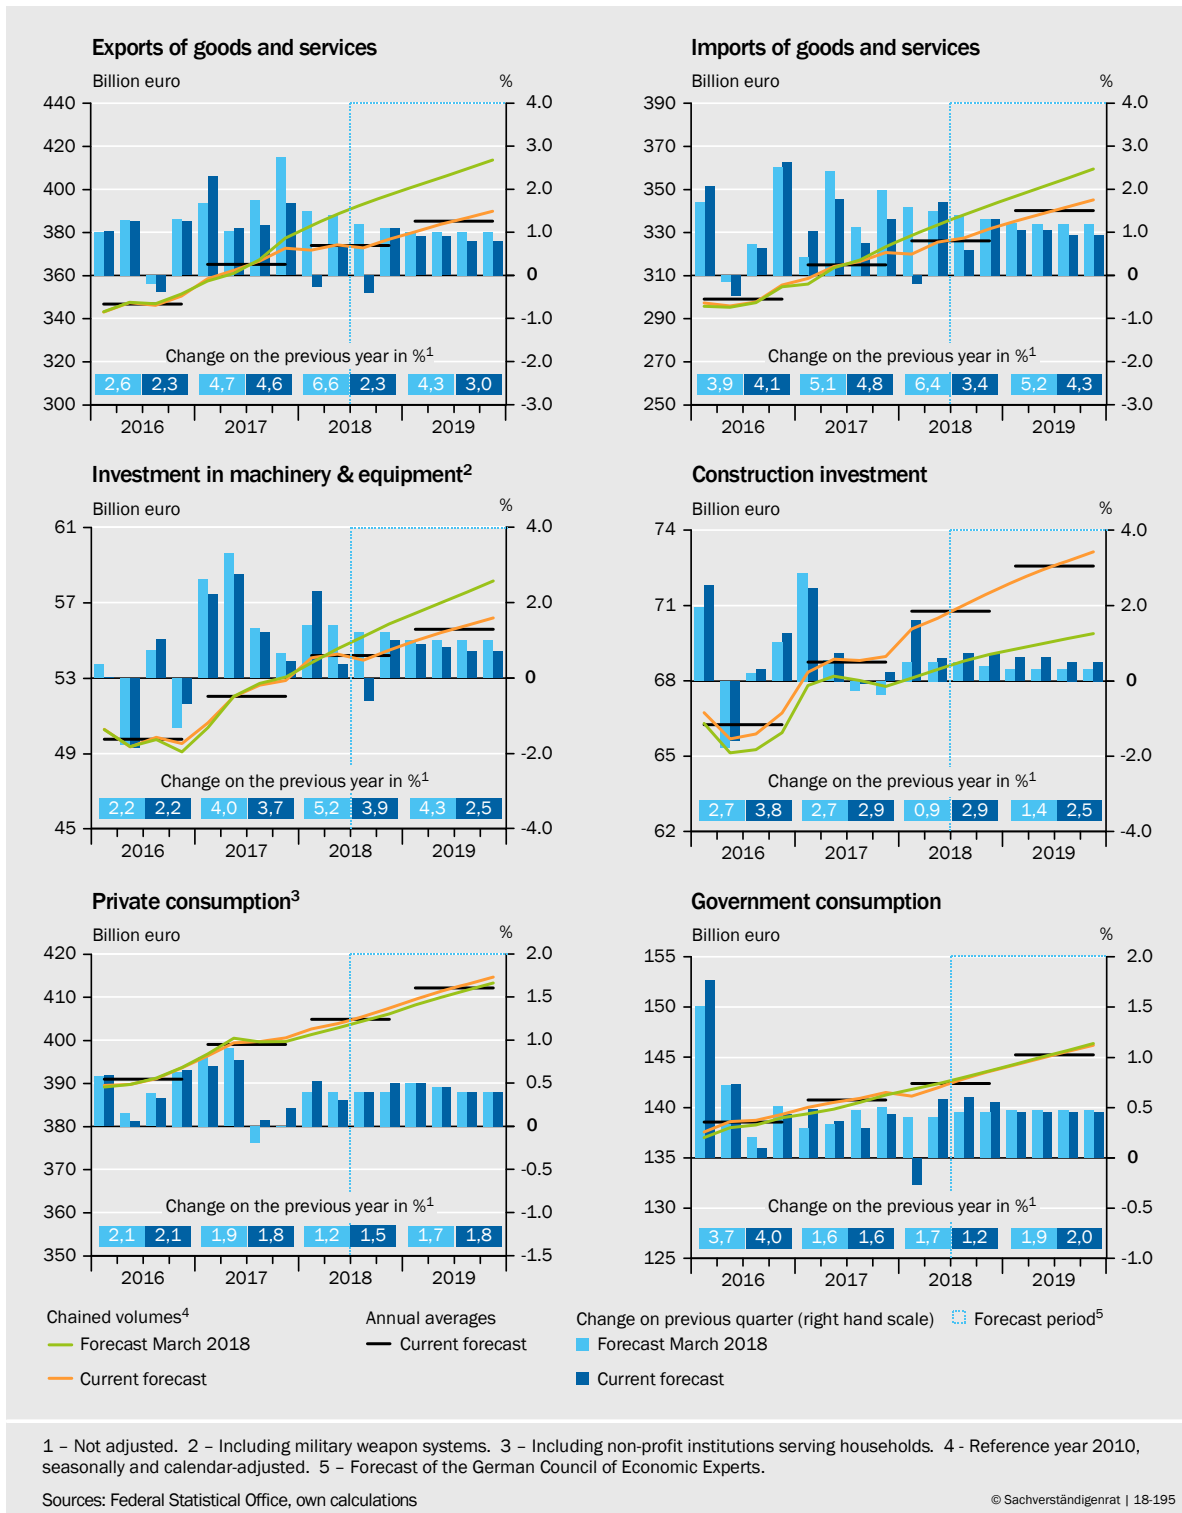 Exports of goods and services
Billion euro %
440 4.0
420 3.0
400 2.0
380 1.0
360 0
340 -1.0
320 -2.0
300 -3.0
Change on the previous year in %1
2,6 2,3 4,7 4,6 6,6 2,3 4,3 3,0
2016 2017 2018 2019
Imports of goods and services
Billion euro %
390 4.0
370 3.0
350 2.0
330 1.0
310 0
290 -1.0
270 -2.0
250 -3.0
Change on the previous year in %1
3,9 4,1 5,1 4,8 6,4 3,4 5,2 4,3
2016 2017 2018 2019
Investment in machinery & equipment2
Billion euro %
61 4.0
57 2.0
53 0
49 -2.0
45 -4.0
Change on the previous year in %1
2,2 2,2 4,0 3,7 5,2 3,9 4,3 2,5
2016 2017 2018 2019
Construction investment
Billion euro %
74 4.0
71 2.0
68 0
65 -2.0
62 -4.0
Change on the previous year in %1
2,7 3,8 2,7 2,9 0,9 2,9 1,4 2,5
2016 2017 2018 2019
Private consumption3
Billion euro %
420 2.0
410 1.5
400 1.0
390 0.5
380 0
370 -0.5
360 -1.0
350 -1.5
Change on the previous year in %1
2,1 2,1 1,9 1,8 1,2 1,5 1,7 1,8
2016 2017 2018 2019
Government consumption
Billion euro %
155 2.0
150 1.5
145 1.0
140 0.5
135 0
130 -0.5
125 -1.0
Change on the previous year in %1
3,7 4,0 1,6 1,6 1,7 1,2 1,9 2,0
2016 2017 2018 2019
Chained volumes4 Annual averages Change on previous quarter (right hand scale) Forecast period5
Forecast March 2018 Current forecast Forecast March 2018
Current forecast Current forecast
1 – Not adjusted. 2 – Including military weapon systems. 3 – Including non-profit institutions serving households. 4 - Reference year 2010,
seasonally and calendar-adjusted. 5 – Forecast of the German Council of Economic Experts.
Sources: Federal Statistical Office, own calculations
© Sachverständigenrat | 18-195